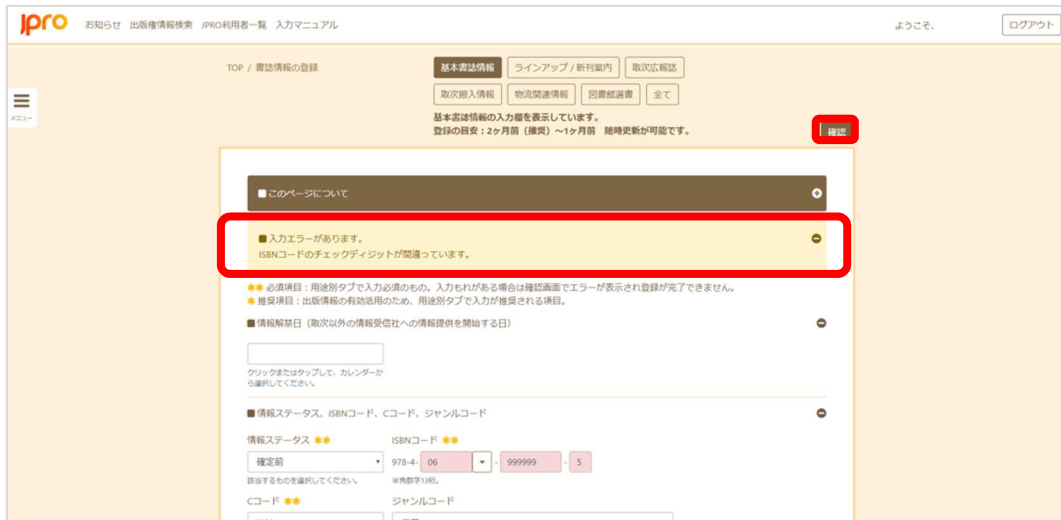 JPRO
お知らせ 出版権情報検索 JPRO利用者一覧 入力マニュアル
ようこそ、
ログアウト
TOP / 書誌情報の登録
基本書誌情報 ラインアップ / 新刊案内 取次広報誌
取次搬入情報 物流関連情報 図書館選書 全て
メニュー
基本書誌情報の入力欄を表示しています。
登録の目安：2ヶ月前（推奨）～1ヶ月前 随時更新が可能です。
確認
■このページについて
■入力エラーがあります。
ISBNコードのチェックディジットが間違っています。
✱✱ 必須項目：用途別タブで入力必須のもの。入力もれがある場合は確認画面でエラーが表示され登録が完了できません。
✱ 推奨項目：出版情報の有効活用のため、用途別タブで入力が推奨される項目。
■情報解禁日（取次以外の情報受信社への情報提供を開始する日）
クリックまたはタップして、カレンダーか
ら選択してください。
■情報ステータス、ISBNコード、Cコード、ジャンルコード
情報ステータス ✱✱ ISBNコード ✱✱
確定前 978-4- 06 - 999999 - 5
該当するものを選択してください。 半角数字13桁。
Cコード ✱✱ ジャンルコード